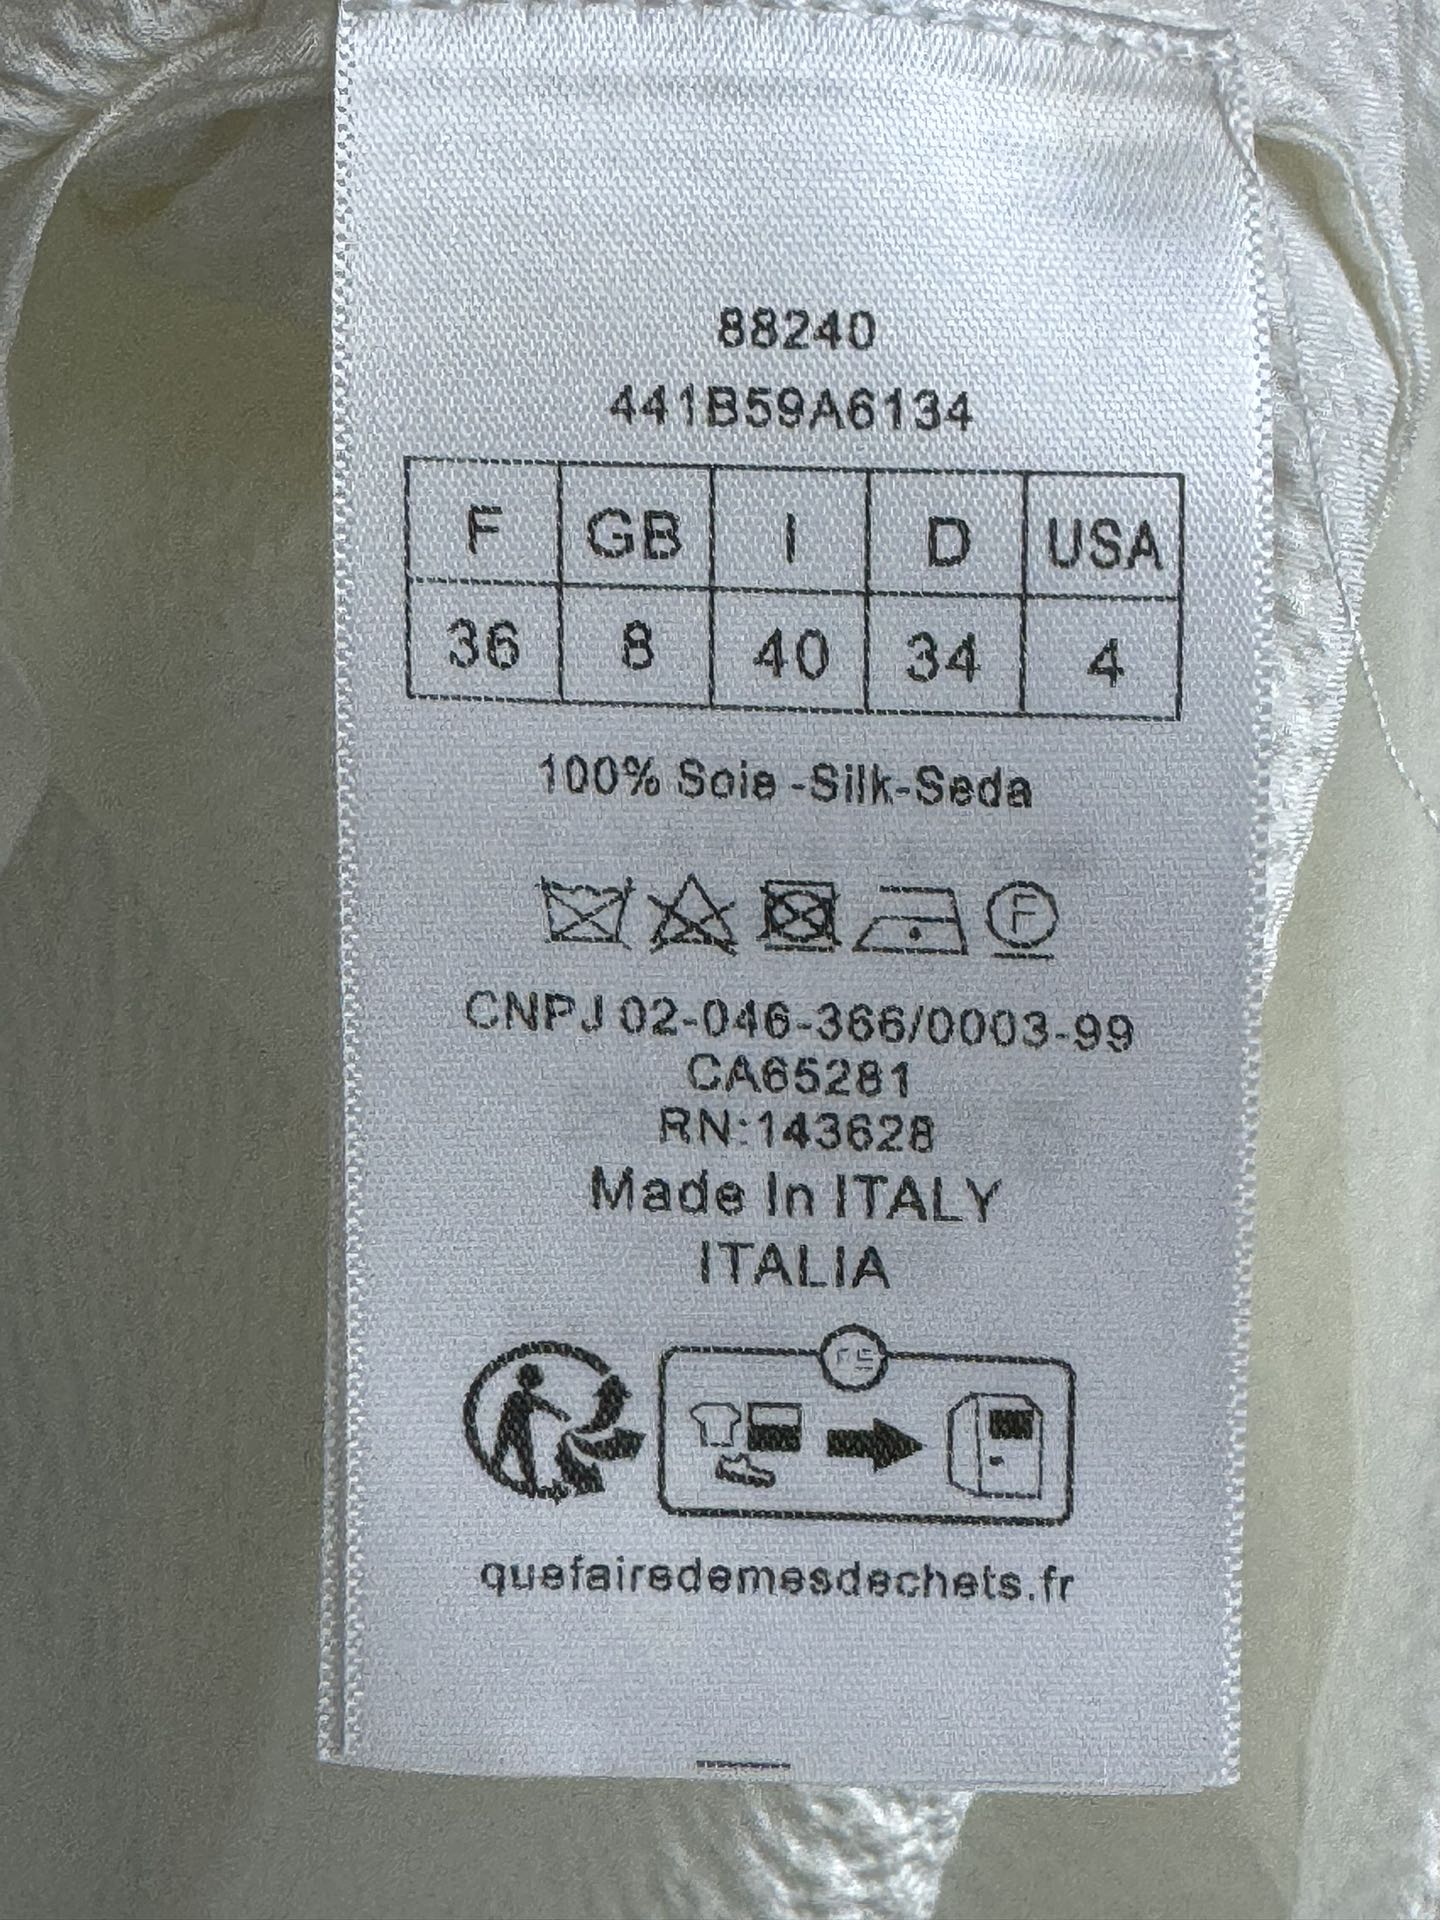 88240
441B59A6134
F GB I D USA
36 8 40 34 4
100% Soie -Silk-Seda
F
CNPJ 02-046-366/0003-99
CA65281
RN:143628
Made In ITALY
ITALIA
quefairedemesdechets.fr